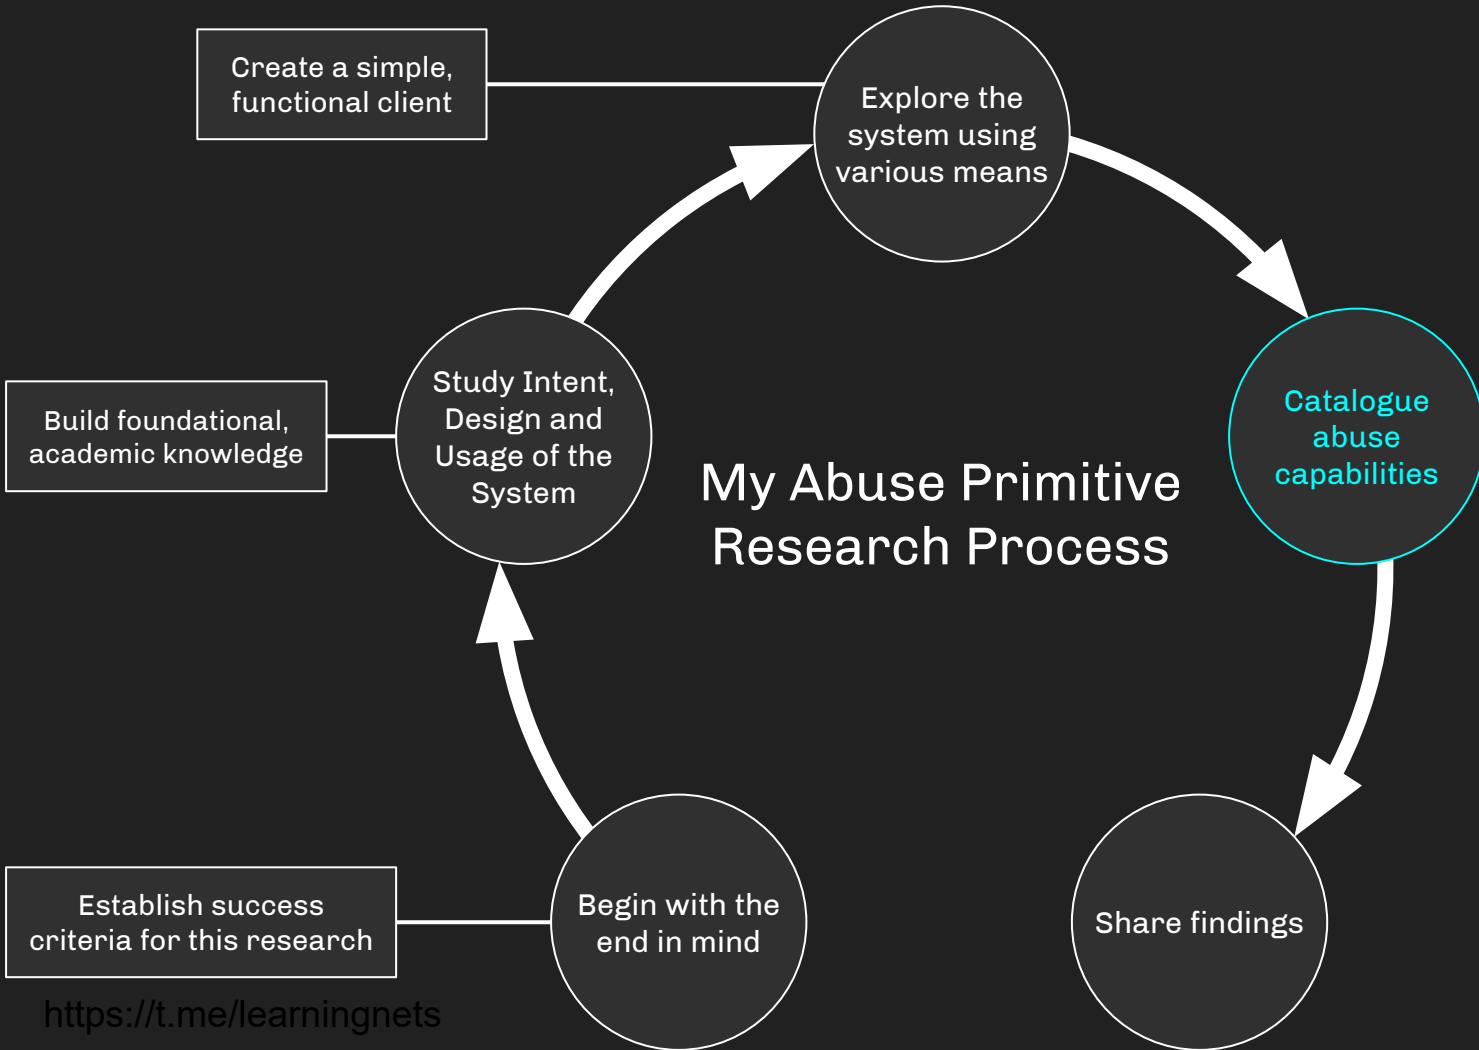 Create a simple,
functional client
Explore the
system using
various means
Study Intent,
Design and
Usage of the
System
Build foundational,
academic knowledge
Catalogue
abuse
capabilities
My Abuse Primitive
Research Process
Establish success
criteria for this research
Begin with the
end in mind
Share findings
https://t.me/learningnets